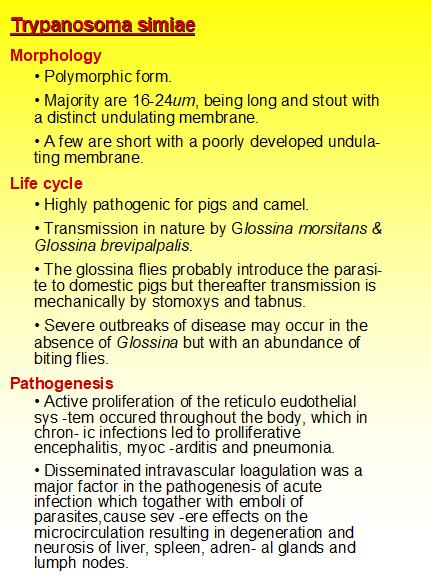 Trypanosoma simiae
Morphology
• Polymorphic form.
• Majority are 16-24um, being long and stout with
a distinct undulating membrane.
• A few are short with a poorly developed undula-
ting membrane.
Life cycle
• Highly pathogenic for pigs and camel.
• Transmission in nature by Glossina morsitans &
Glossina brevipalpalis.
• The glossina flies probably introduce the parasi-
te to domestic pigs but thereafter transmission is
mechanically by stomoxys and tabnus.
• Severe outbreaks of disease may occur in the
absence of Glossina but with an abundance of
biting flies.
Pathogenesis
• Active proliferation of the reticulo eudothelial
sys -tem occured throughout the body, which in
chron- ic infections led to prolliferative
encephalitis, myoc -arditis and pneumonia.
• Disseminated intravascular loagulation was a
major factor in the pathogenesis of acute
infection which togather with emboli of
parasites,cause sev -ere effects on the
microcirculation resulting in degeneration and
neurosis of liver, spleen, adren- al glands and
lumph nodes.